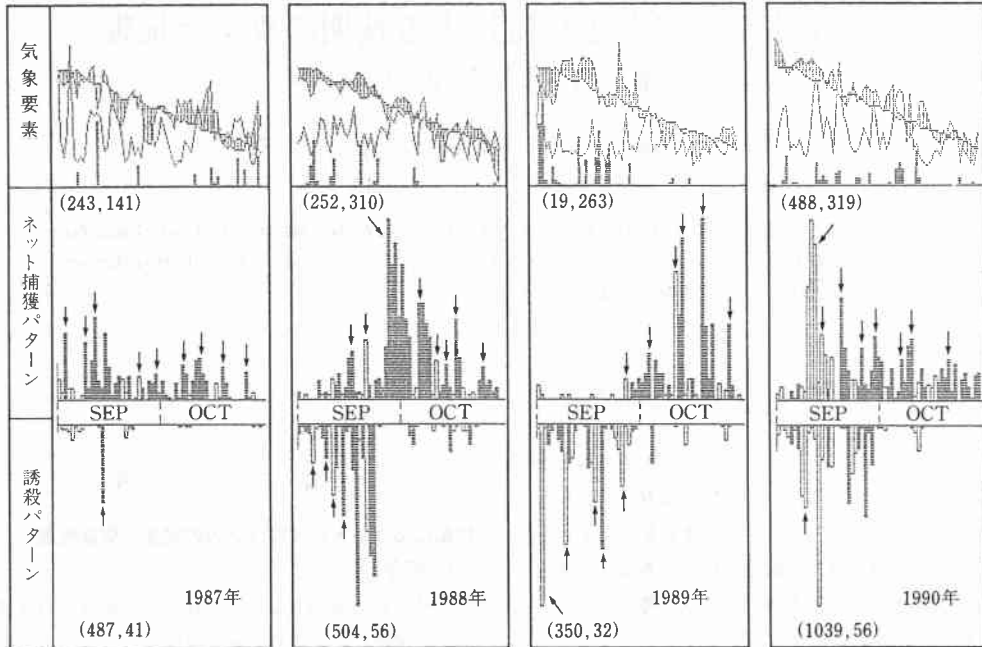 気象要素
ネット捕獲パターン
誘殺パターン
(243,141)
SEP OCT
1987年
(487,41)
(252,310)
SEP OCT
1988年
(504,56)
(19,263)
SEP OCT
1989年
(350,32)
(488,319)
SEP OCT
1990年
(1039,56)